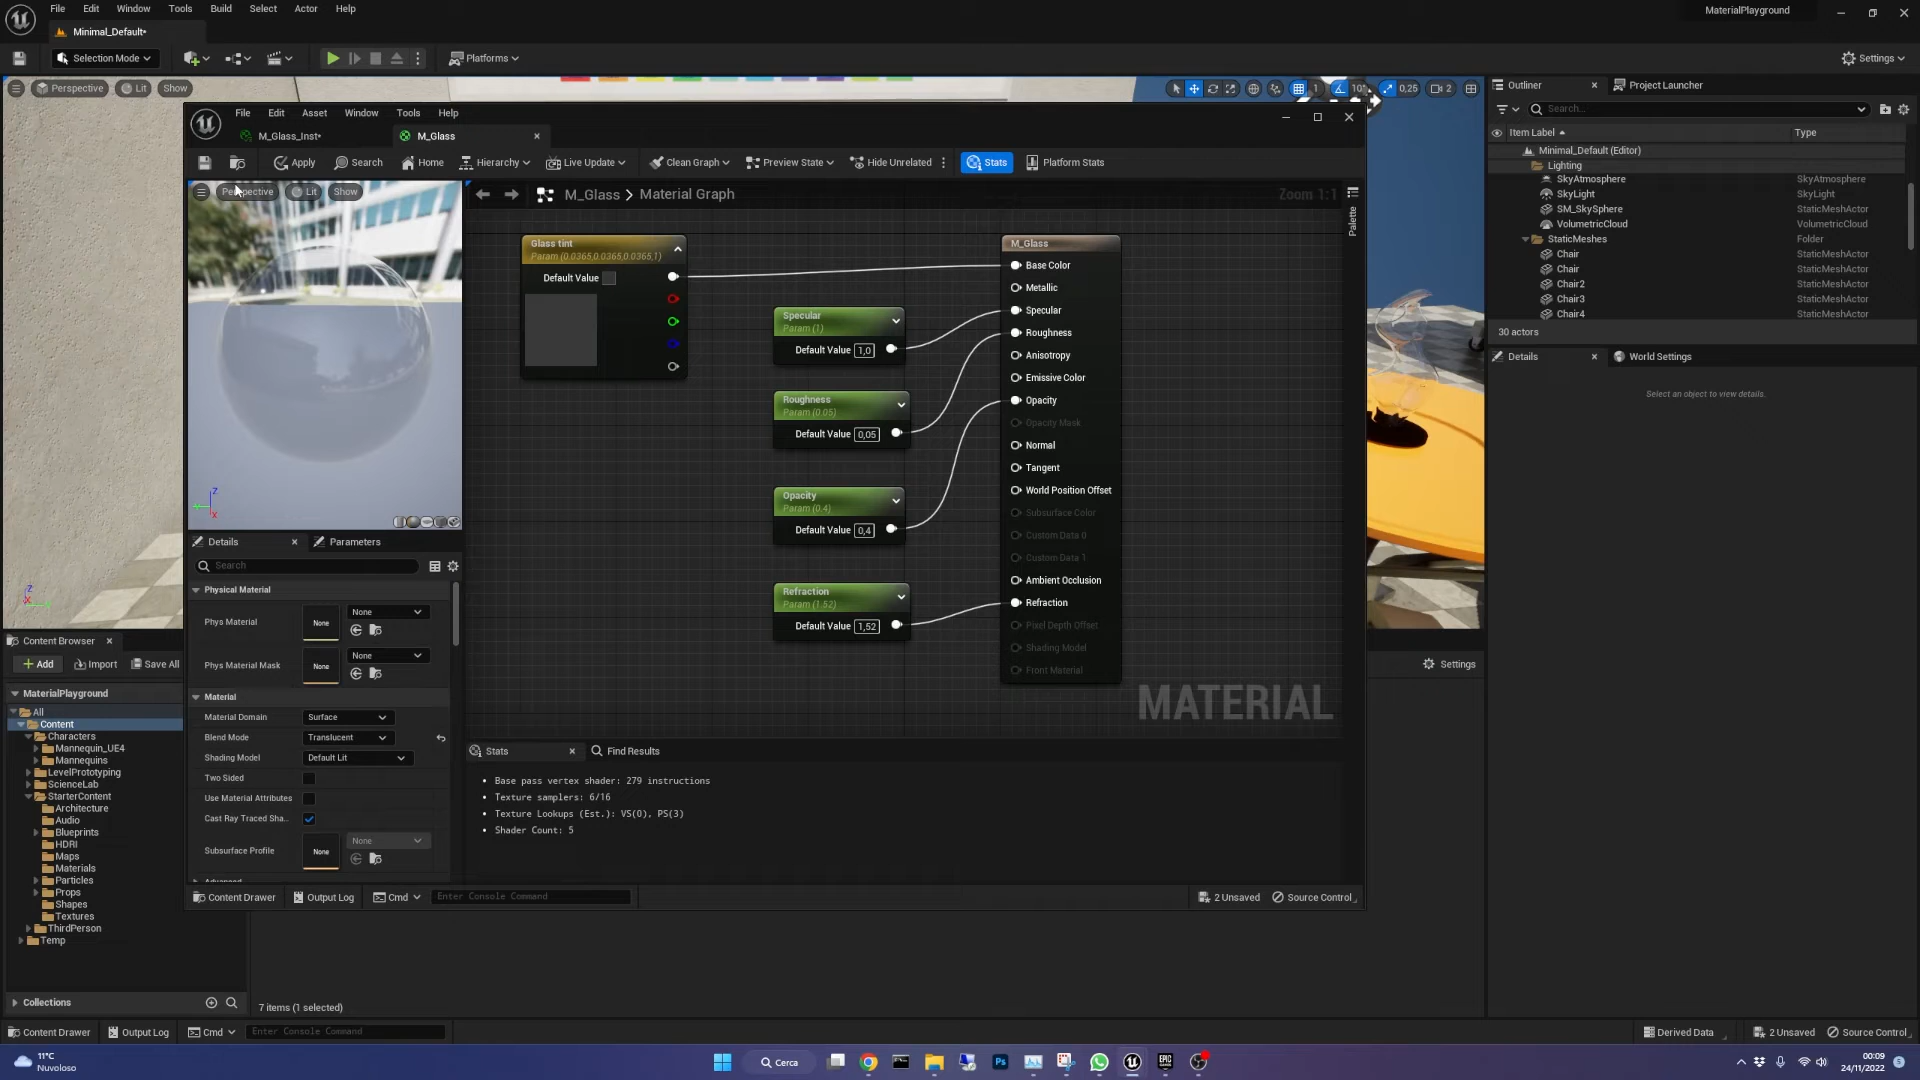 File Edit Window Tools Build Select Actor Help
MaterialPlayground
Minimal_Default*
Selection Mode
Platforms
Settings
Perspective Lit Show
1
10°
0,25
2
Outliner
Project Launcher
Search...
Item Label
Type
Minimal_Default (Editor)
Lighting
SkyAtmosphere SkyAtmosphere
SkyLight SkyLight
SM_SkySphere StaticMeshActor
VolumetricCloud VolumetricCloud
StaticMeshes Folder
Chair StaticMeshActor
Chair StaticMeshActor
Chair2 StaticMeshActor
Chair3 StaticMeshActor
Chair4 StaticMeshActor
30 actors
Details
World Settings
Select an object to view details.
File Edit Asset Window Tools Help
M_Glass_Inst*
M_Glass
Apply
Search
Home
Hierarchy
Live Update
Clean Graph
Preview State
Hide Unrelated
Stats
Platform Stats
Perspective Lit Show
M_Glass > Material Graph
Zoom 1:1
Palette
Glass tint
Param (0.0365,0.0365,0.0365,1)
Default Value
Specular
Param (1)
Default Value 1,0
Roughness
Param (0.05)
Default Value 0,05
Opacity
Param (0.4)
Default Value 0,4
Refraction
Param (1.52)
Default Value 1,52
M_Glass
Base Color
Metallic
Specular
Roughness
Anisotropy
Emissive Color
Opacity
Opacity Mask
Normal
Tangent
World Position Offset
Subsurface Color
Custom Data 0
Custom Data 1
Ambient Occlusion
Refraction
Pixel Depth Offset
Shading Model
Front Material
MATERIAL
Z
X
Details
Parameters
Search
Physical Material
Phys Material None None
Phys Material Mask None None
Material
Material Domain Surface
Blend Mode Translucent
Shading Model Default Lit
Two Sided
Use Material Attributes
Cast Ray Traced Sha...
Subsurface Profile None None
Stats
Find Results
Base pass vertex shader: 279 instructions
Texture samplers: 6/16
Texture Lookups (Est.): VS(0), PS(3)
Shader Count: 5
Content Drawer
Output Log
Cmd
Enter Console Command
2 Unsaved
Source Control
Z
X
Content Browser
Add
Import
Save All
Settings
MaterialPlayground
All
Content
Characters
Mannequin_UE4
Mannequins
LevelPrototyping
ScienceLab
StarterContent
Architecture
Audio
Blueprints
HDRI
Maps
Materials
Particles
Props
Shapes
Textures
ThirdPerson
Temp
Collections
7 items (1 selected)
Content Drawer
Output Log
Cmd
Enter Console Command
Derived Data
2 Unsaved
Source Control
11°C
Nuvoloso
Cerca
Ps
EPIC
00:09
24/11/2022
5